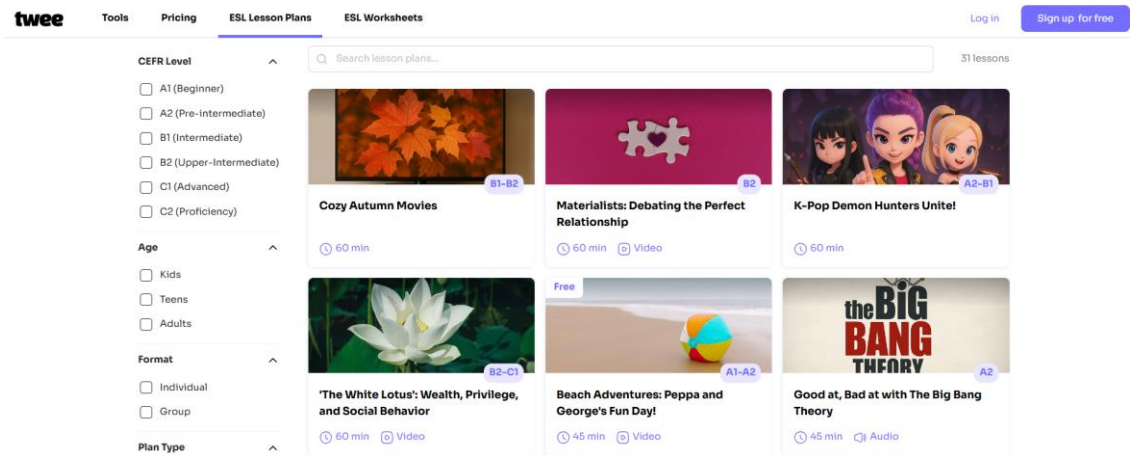 twee
Tools
Pricing
ESL Lesson Plans
ESL Worksheets
Log in
Sign up for free
CEFR Level
A1 (Beginner)
A2 (Pre-intermediate)
B1 (Intermediate)
B2 (Upper-Intermediate)
C1 (Advanced)
C2 (Proficiency)
Age
Kids
Teens
Adults
Format
Individual
Group
Plan Type
Search lesson plans...
31 lessons
B1-B2
Cozy Autumn Movies
60 min
B2
Materialists: Debating the Perfect
Relationship
60 min
Video
A2-B1
K-Pop Demon Hunters Unite!
60 min
B2-C1
'The White Lotus': Wealth, Privilege,
and Social Behavior
60 min
Video
Free
A1-A2
Beach Adventures: Peppa and
George's Fun Day!
45 min
Video
the BIG
BANG
THEORY
A2
Good at, Bad at with The Big Bang
Theory
45 min
Audio